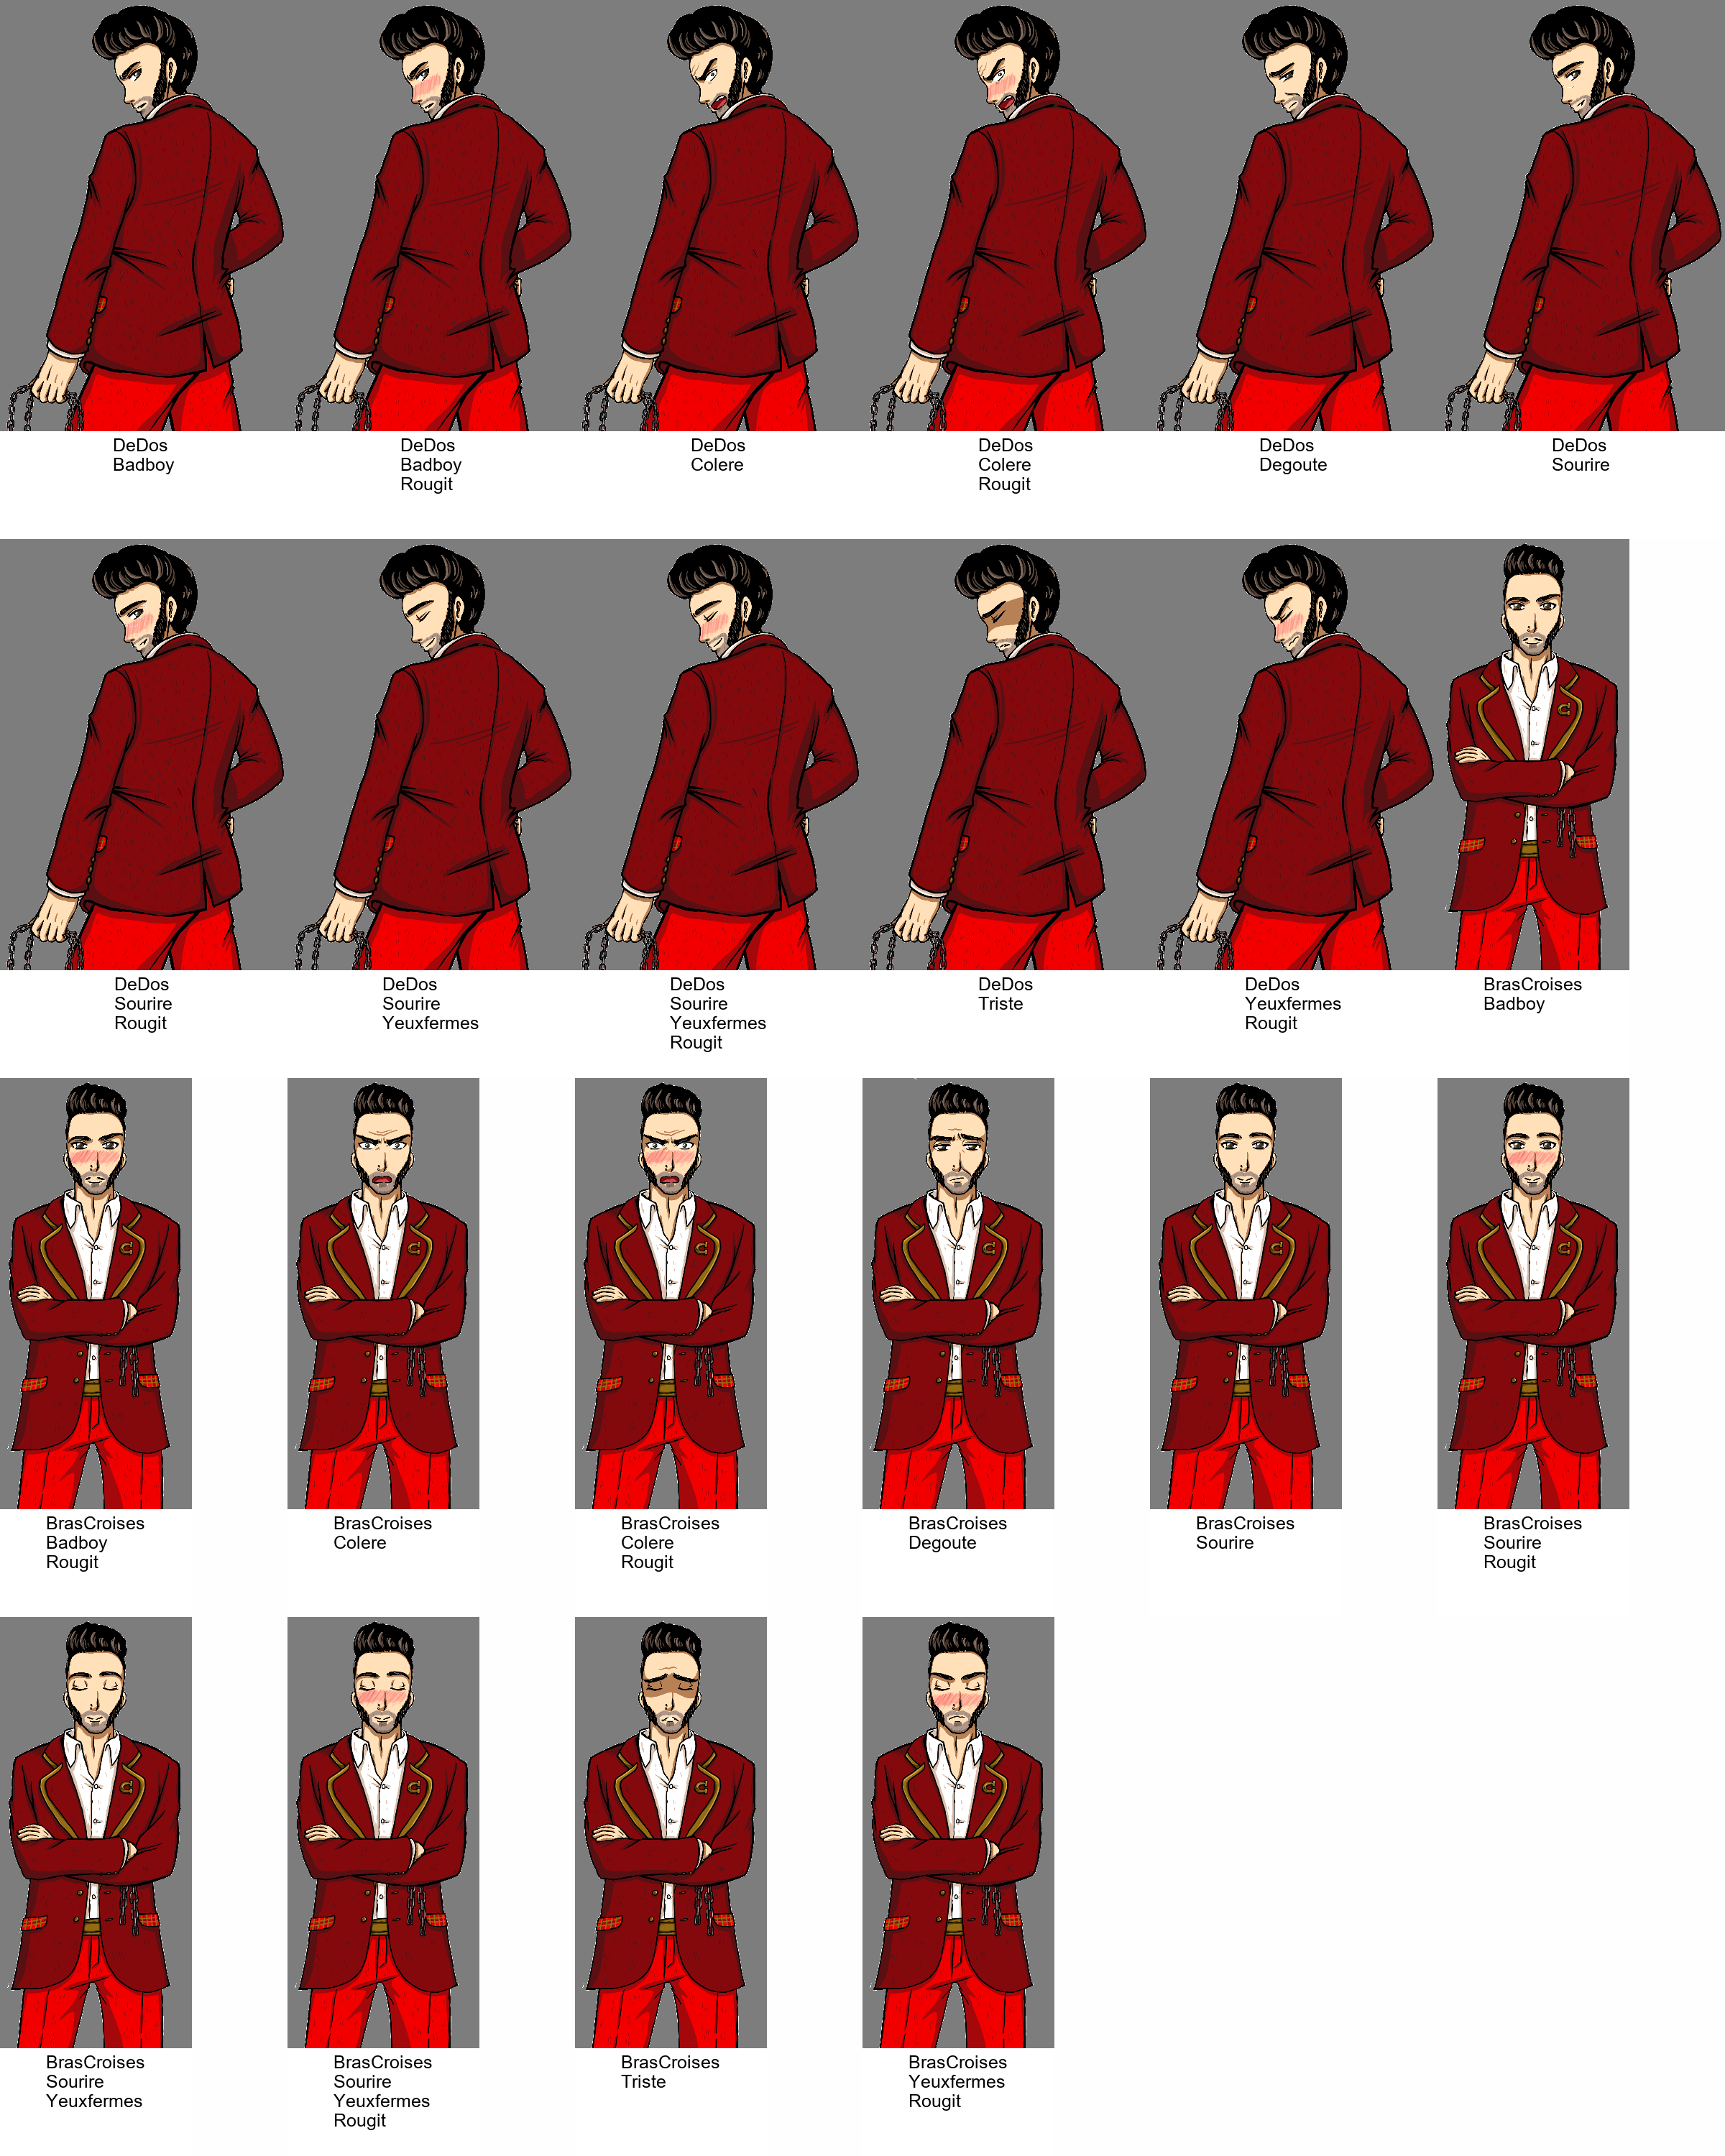 DeDos
Badboy
DeDos
Badboy
Rougit
DeDos
Colere
DeDos
Colere
Rougit
DeDos
Degoute
DeDos
Sourire
DeDos
Sourire
Rougit
DeDos
Sourire
Yeuxfermes
DeDos
Sourire
Yeuxfermes
Rougit
DeDos
Triste
DeDos
Yeuxfermes
Rougit
BrasCroises
Badboy
BrasCroises
Badboy
Rougit
BrasCroises
Colere
BrasCroises
Colere
Rougit
BrasCroises
Degoute
BrasCroises
Sourire
BrasCroises
Sourire
Rougit
BrasCroises
Sourire
Yeuxfermes
BrasCroises
Sourire
Yeuxfermes
Rougit
BrasCroises
Triste
BrasCroises
Yeuxfermes
Rougit